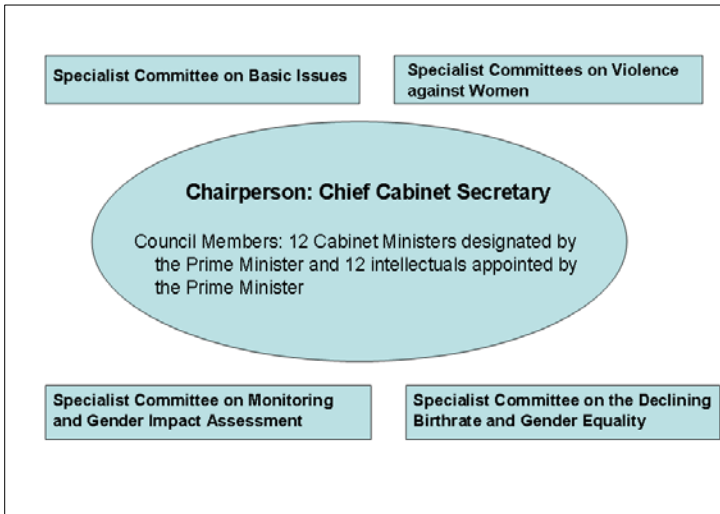 Specialist Committee on Basic Issues
Specialist Committees on Violence
against Women
Chairperson: Chief Cabinet Secretary
Council Members: 12 Cabinet Ministers designated by
the Prime Minister and 12 intellectuals appointed by
the Prime Minister
Specialist Committee on Monitoring
and Gender Impact Assessment
Specialist Committee on the Declining
Birthrate and Gender Equality